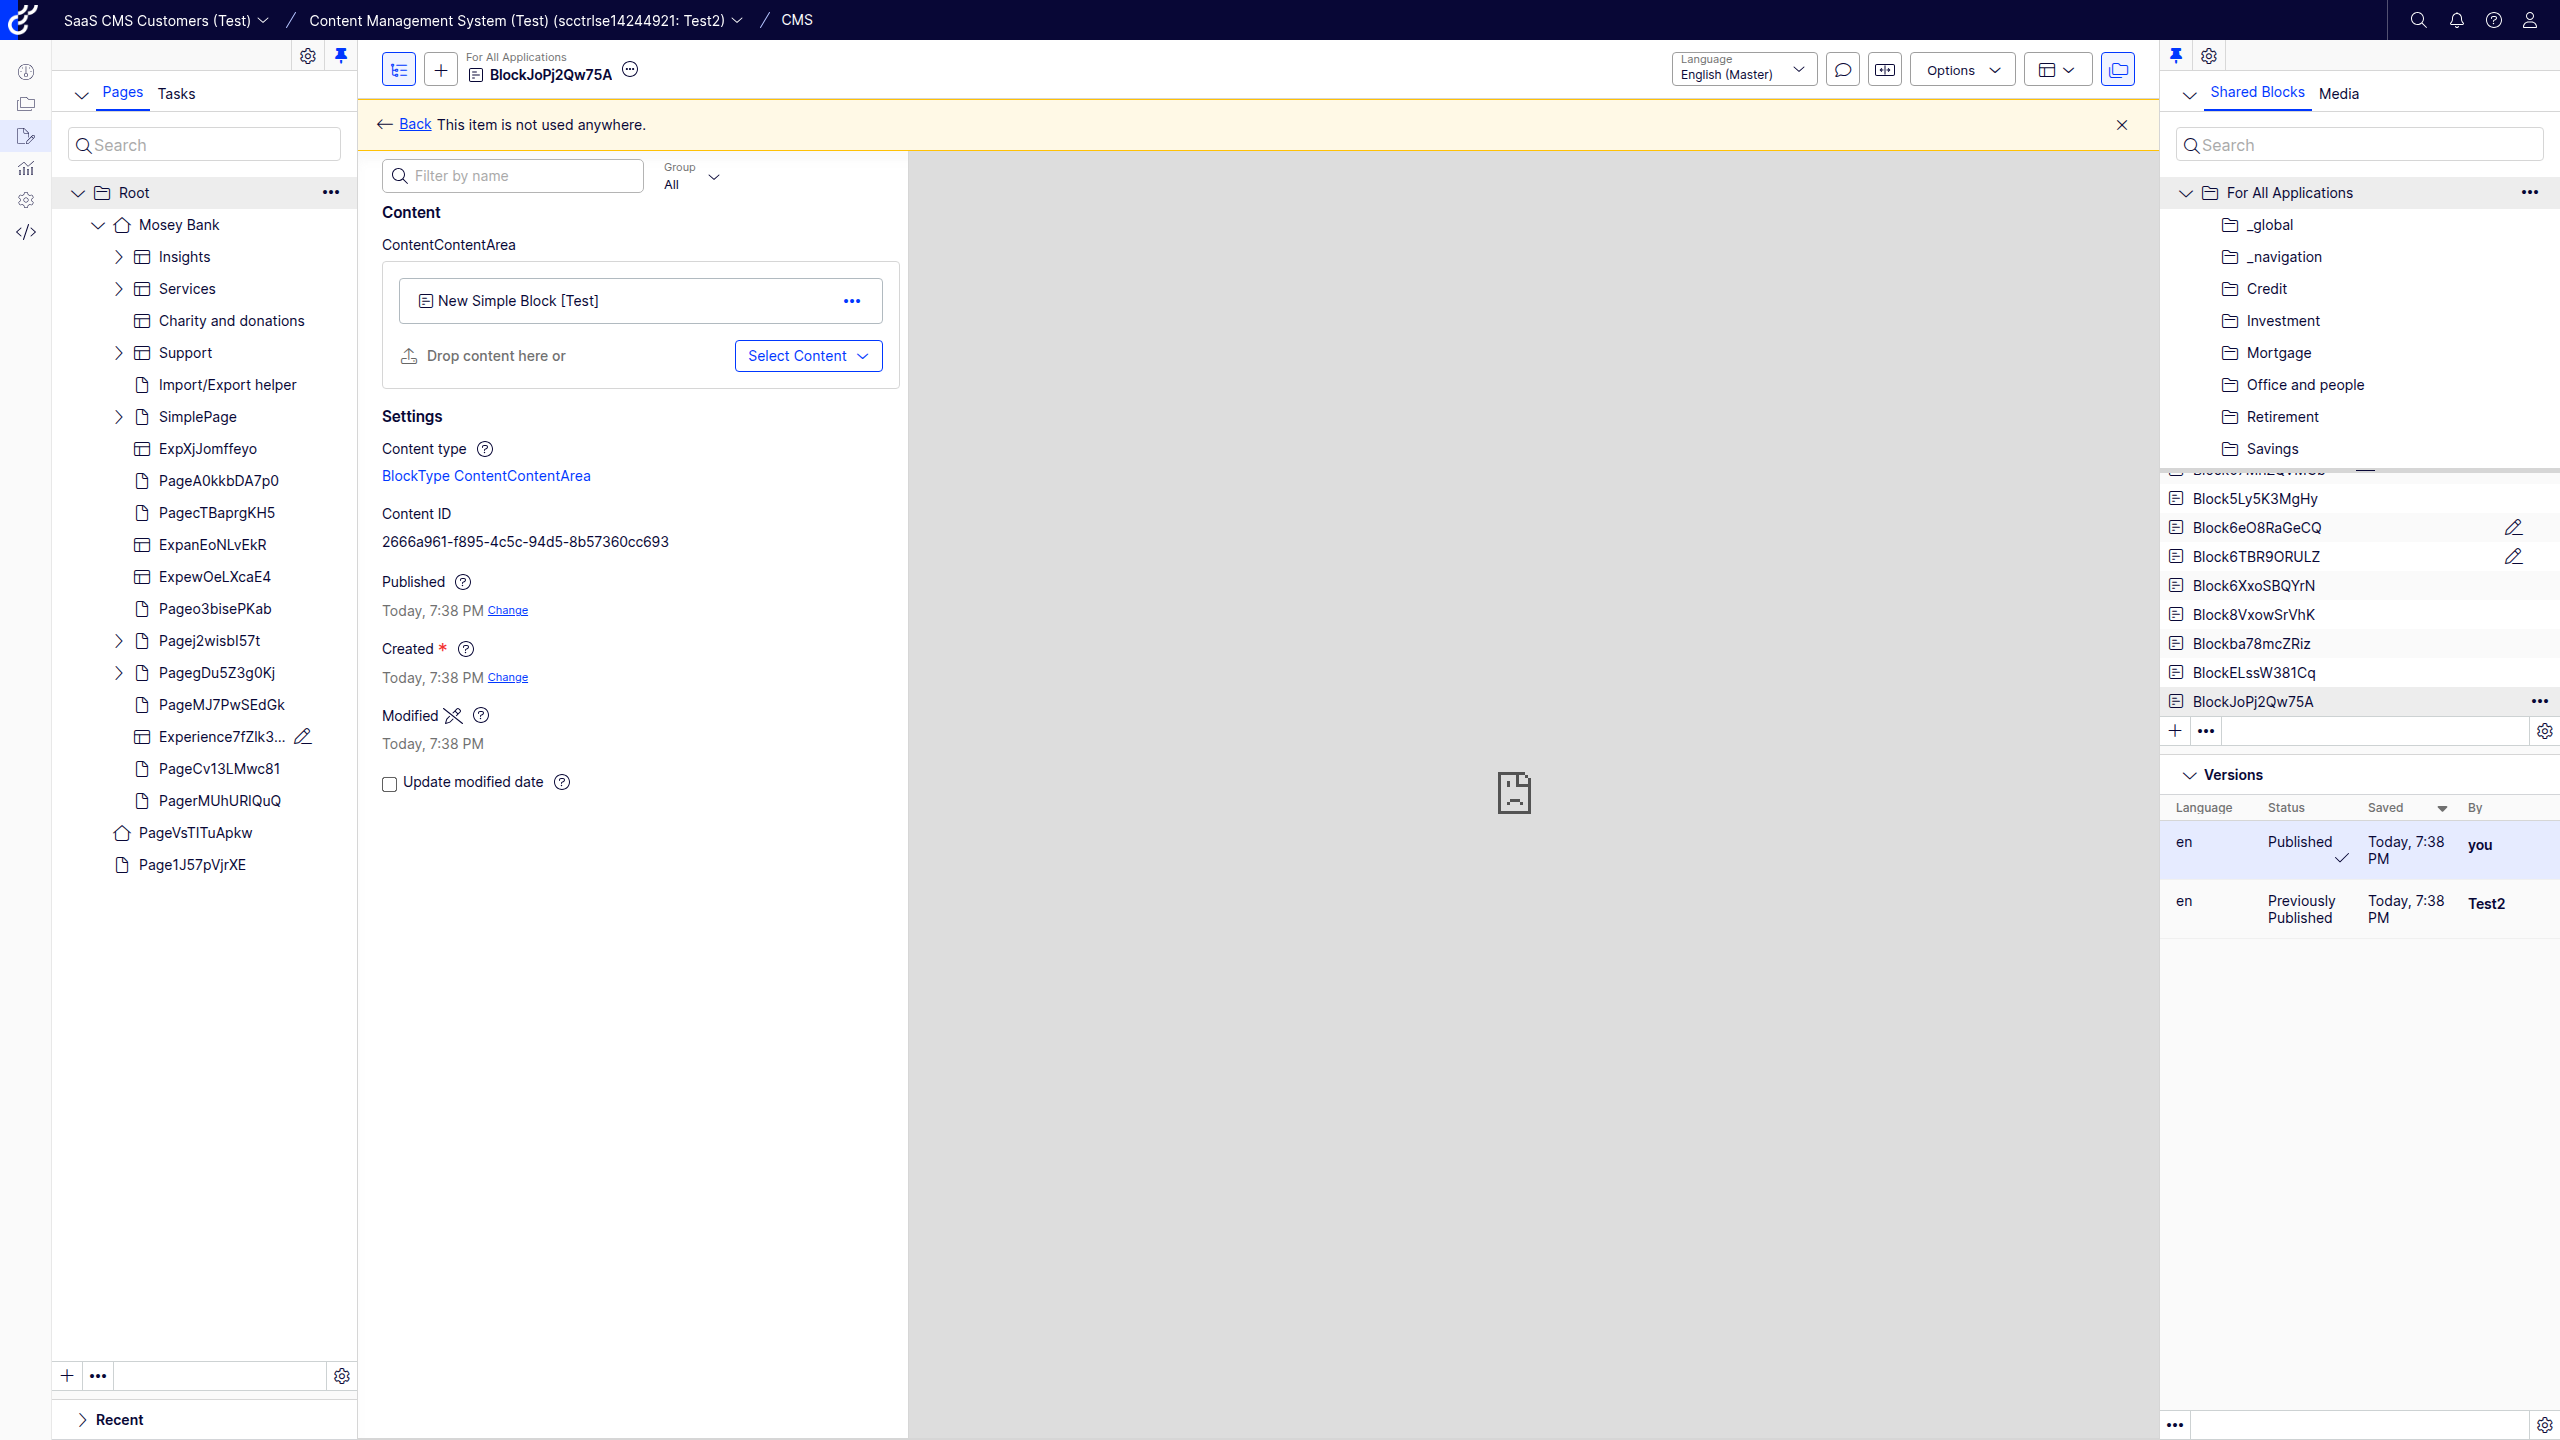 SaaS CMS Customers (Test) / Content Management System (Test) (scctrlse14244921: Test2) / CMS
Pages Tasks
Search
Root
Mosey Bank
Insights
Services
Charity and donations
Support
Import/Export helper
SimplePage
ExpXjJomffeyo
PageA0kkbDA7p0
PagecTBaprgKH5
ExpanEoNLvEkR
ExpewOeLXcaE4
Pageo3bisePKab
Pagej2wisbI57t
PagegDu5Z3g0Kj
PageMJ7PwSEdGk
Experience7fZIk3...
PageCv13LMwc81
PagerMUhURIQuQ
PageVsTITuApkw
Page1J57pVjrXE
Recent
For All Applications
BlockJoPj2Qw75A
Language
English (Master)
Options
Back This item is not used anywhere.
Filter by name
Group
All
Content
ContentContentArea
New Simple Block [Test]
Drop content here or
Select Content
Settings
Content type
BlockType ContentContentArea
Content ID
2666a961-f895-4c5c-94d5-8b57360cc693
Published
Today, 7:38 PM Change
Created *
Today, 7:38 PM Change
Modified
Today, 7:38 PM
Update modified date
Shared Blocks Media
Search
For All Applications
_global
_navigation
Credit
Investment
Mortgage
Office and people
Retirement
Savings
Block5Ly5K3MgHy
Block6eO8RaGeCQ
Block6TBR9ORULZ
Block6XxoSBQYrN
Block8VxowSrVhK
Blockba78mcZRiz
BlockELssW381Cq
BlockJoPj2Qw75A
Versions
Language Status Saved By
en Published Today, 7:38 PM you
en Previously Published Today, 7:38 PM Test2